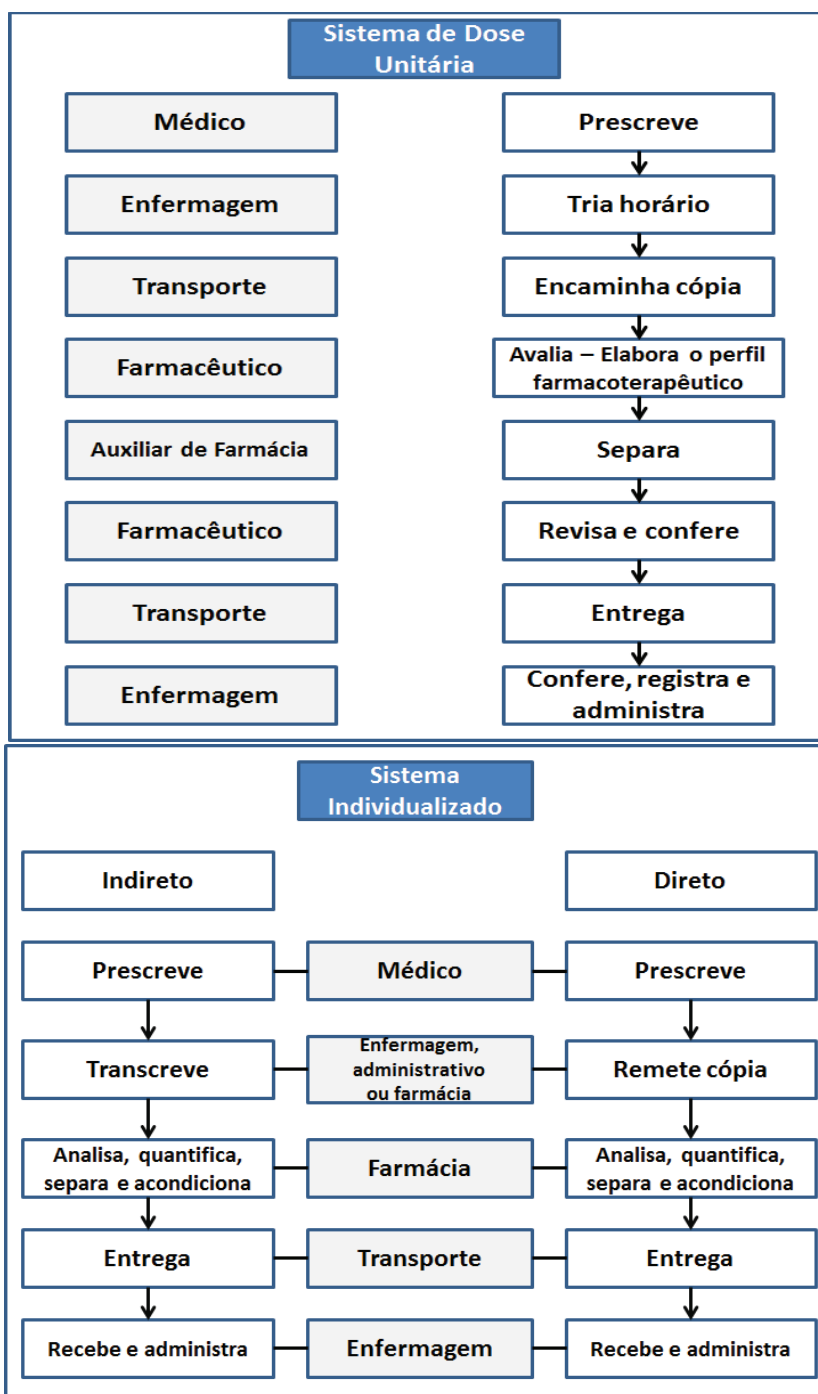 Sistema de Dose
Unitária
Médico
Prescreve
Enfermagem
Tria horário
Transporte
Encaminha cópia
Farmacêutico
Avalia – Elabora o perfil
farmacoterapêutico
Auxiliar de Farmácia
Separa
Farmacêutico
Revisa e confere
Transporte
Entrega
Enfermagem
Confere, registra e
administra
Sistema
Individualizado
Indireto
Direto
Prescreve
Médico
Prescreve
Transcreve
Enfermagem,
administrativo
ou farmácia
Remete cópia
Analisa, quantifica,
separa e acondiciona
Farmácia
Analisa, quantifica,
separa e acondiciona
Entrega
Transporte
Entrega
Recebe e administra
Enfermagem
Recebe e administra